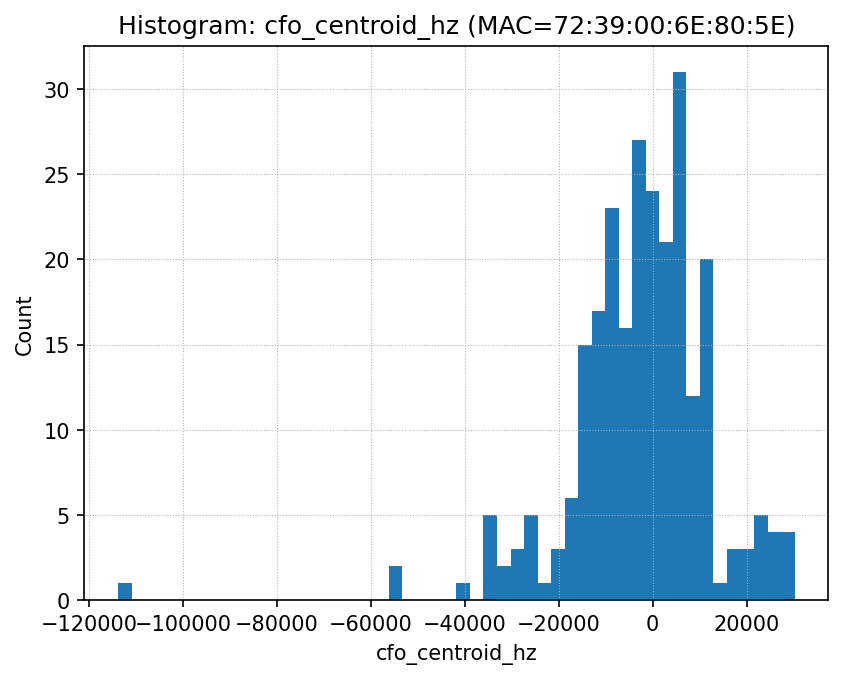 Histogram: cfo_centroid_hz (MAC=72:39:00:6E:80:5E)
Count
30
25
20
15
10
5
0
−120000 −100000 −80000 −60000 −40000 −20000 0 20000
cfo_centroid_hz